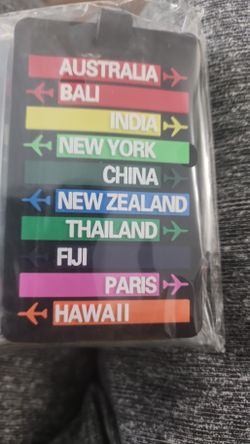 AUSTRALIA
BALI
INDIA
NEW YORK
CHINA
NEW ZEALAND
THAILAND
FIJI
PARIS
HAWAII